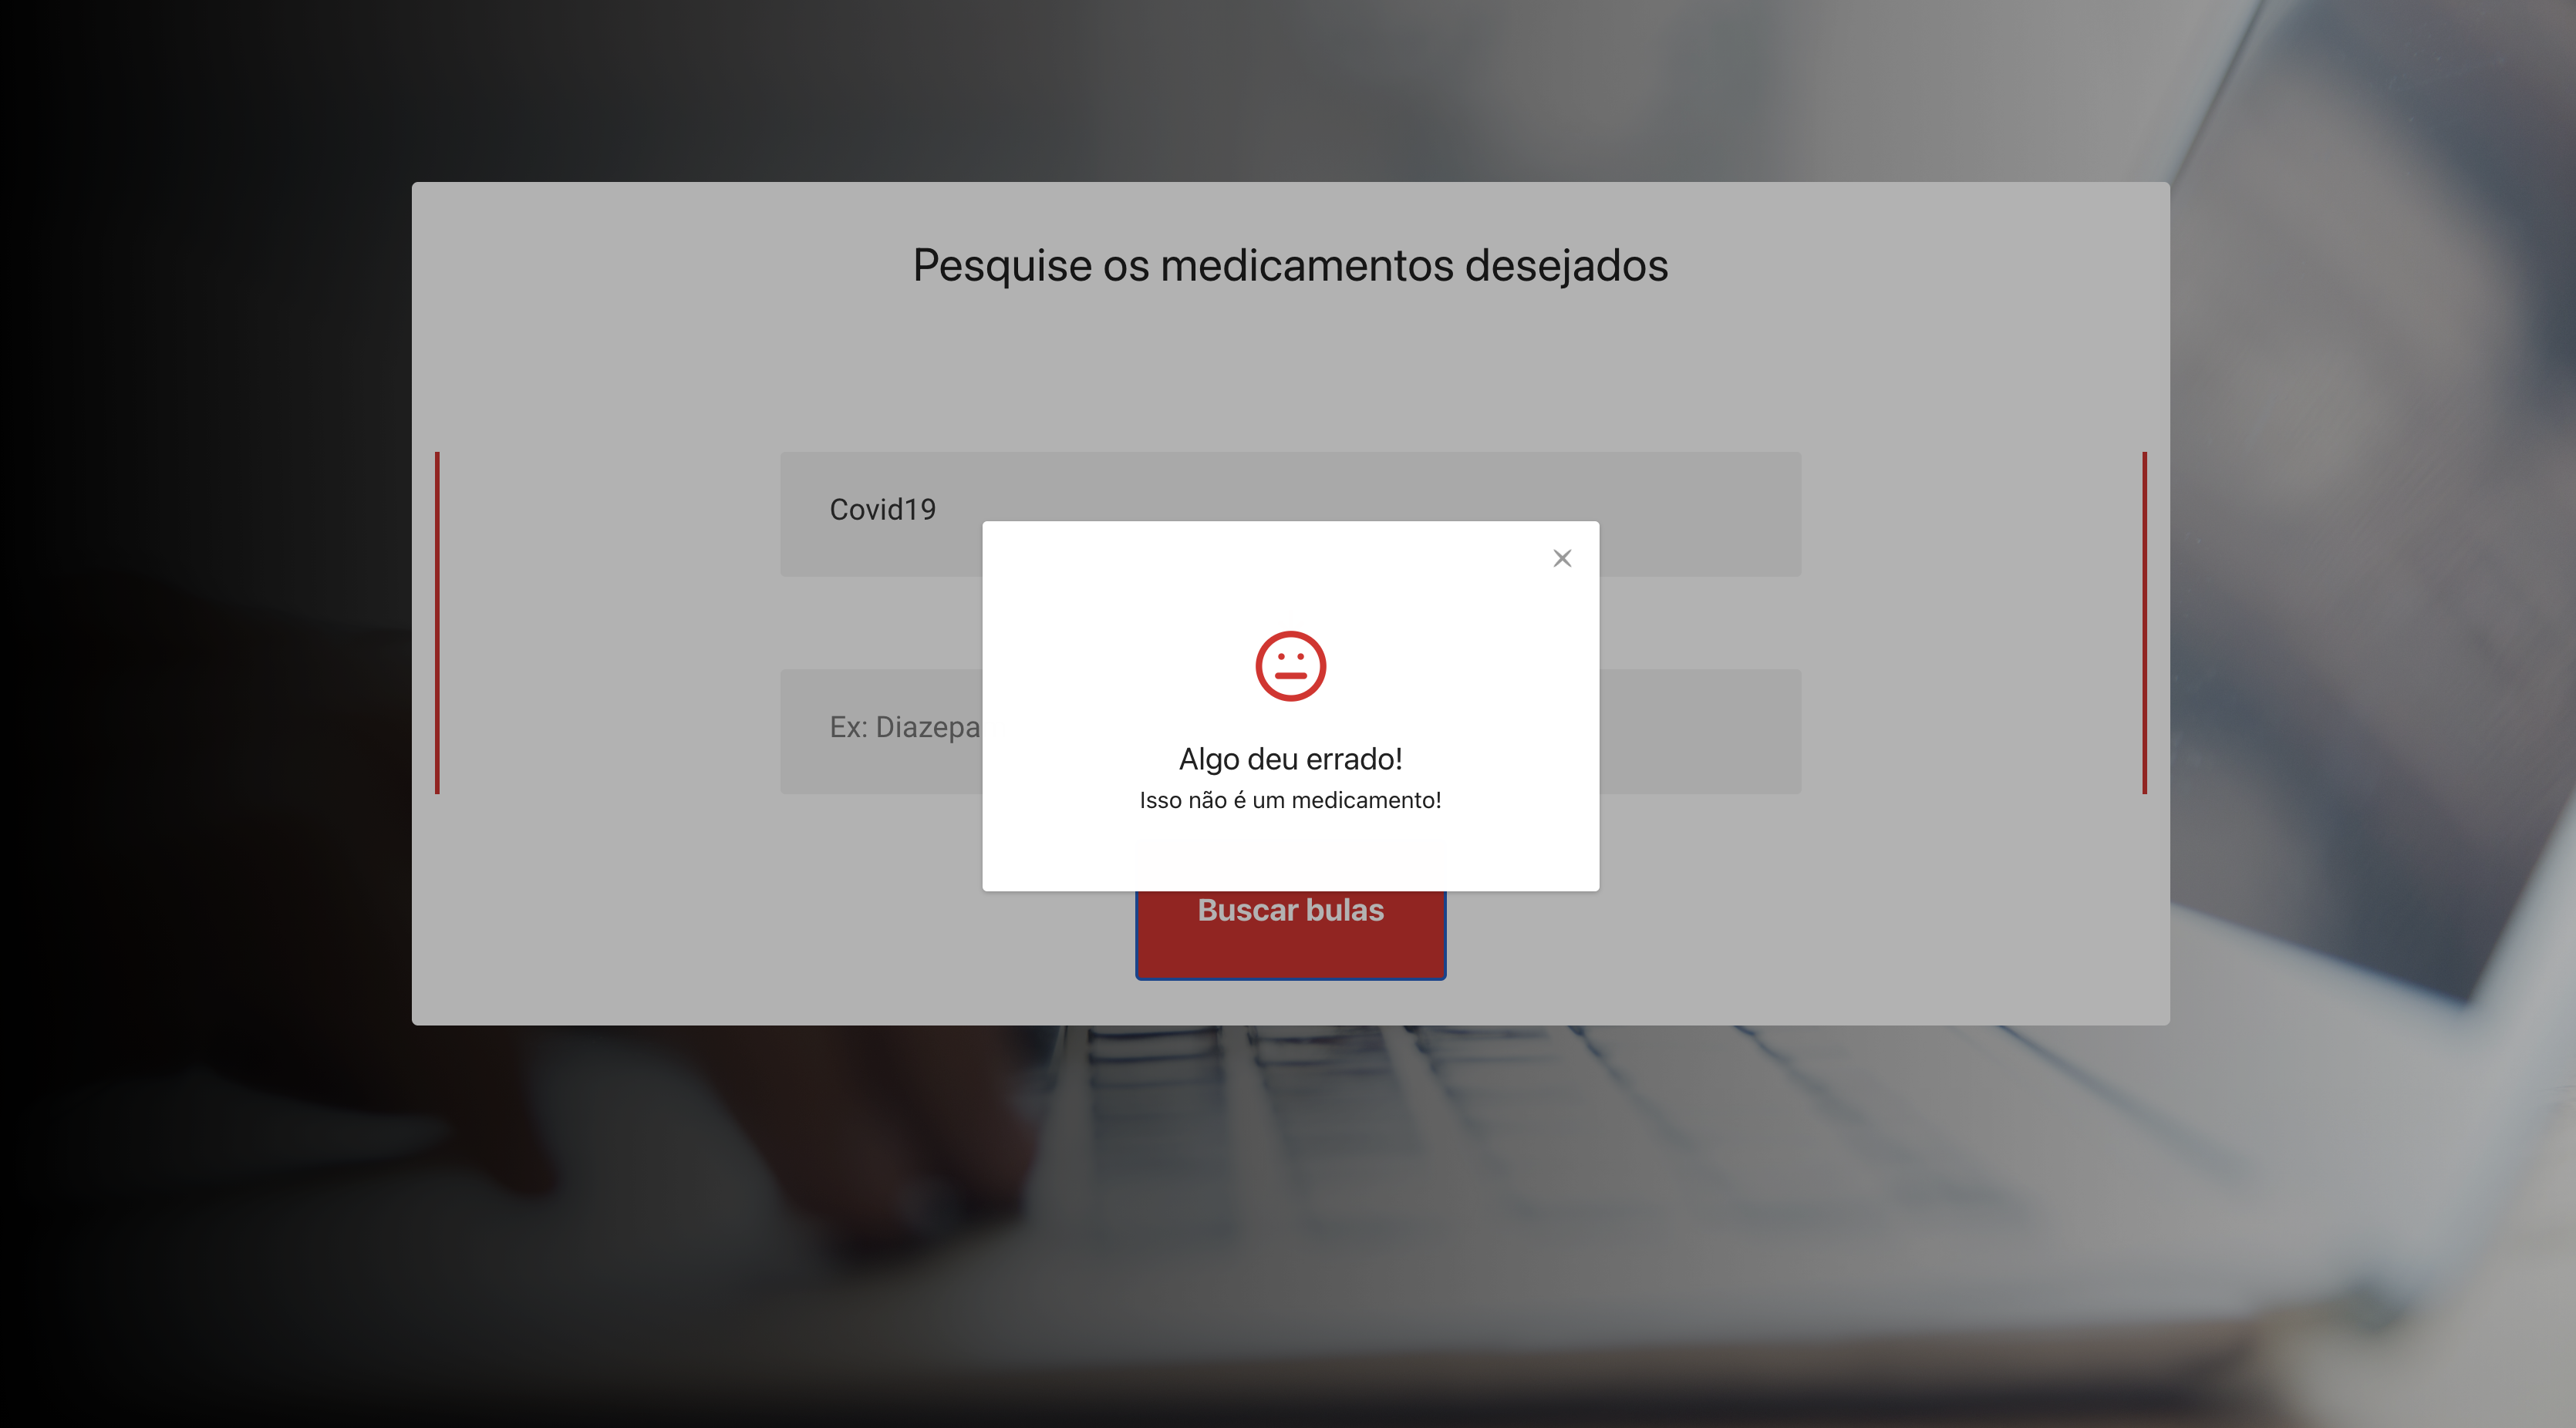 Pesquise os medicamentos desejados
Covid19
Ex: Diazepa
Algo deu errado!
Isso não é um medicamento!
Buscar bulas